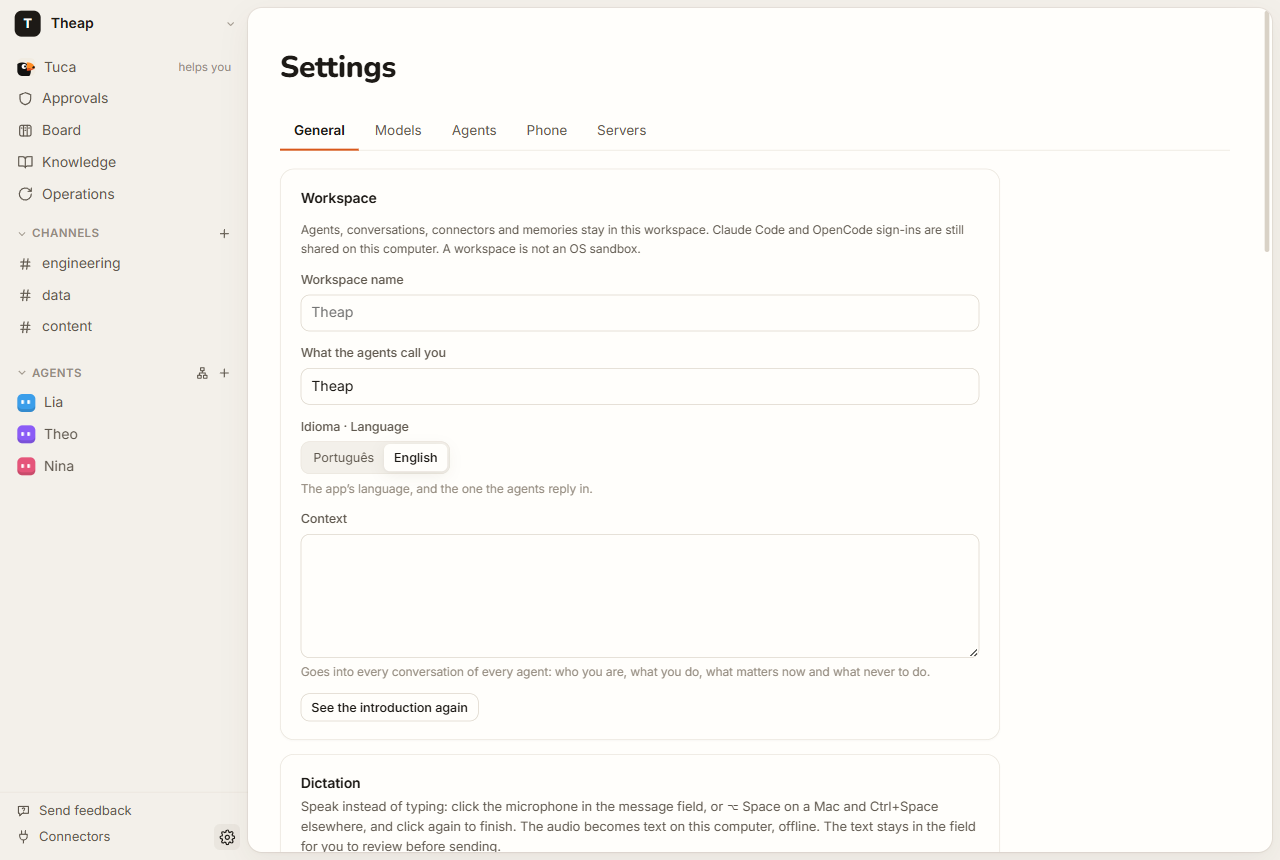 T Theap
Tuca helps you
Approvals
Board
Knowledge
Operations
CHANNELS
# engineering
# data
# content
AGENTS
Lia
Theo
Nina
Send feedback
Connectors
Settings
General Models Agents Phone Servers
Workspace
Agents, conversations, connectors and memories stay in this workspace. Claude Code and OpenCode sign-ins are still
shared on this computer. A workspace is not an OS sandbox.
Workspace name
Theap
What the agents call you
Theap
Idioma · Language
Português English
The app’s language, and the one the agents reply in.
Context
Goes into every conversation of every agent: who you are, what you do, what matters now and what never to do.
See the introduction again
Dictation
Speak instead of typing: click the microphone in the message field, or ⌥ Space on a Mac and Ctrl+Space
elsewhere, and click again to finish. The audio becomes text on this computer, offline. The text stays in the field
for you to review before sending.